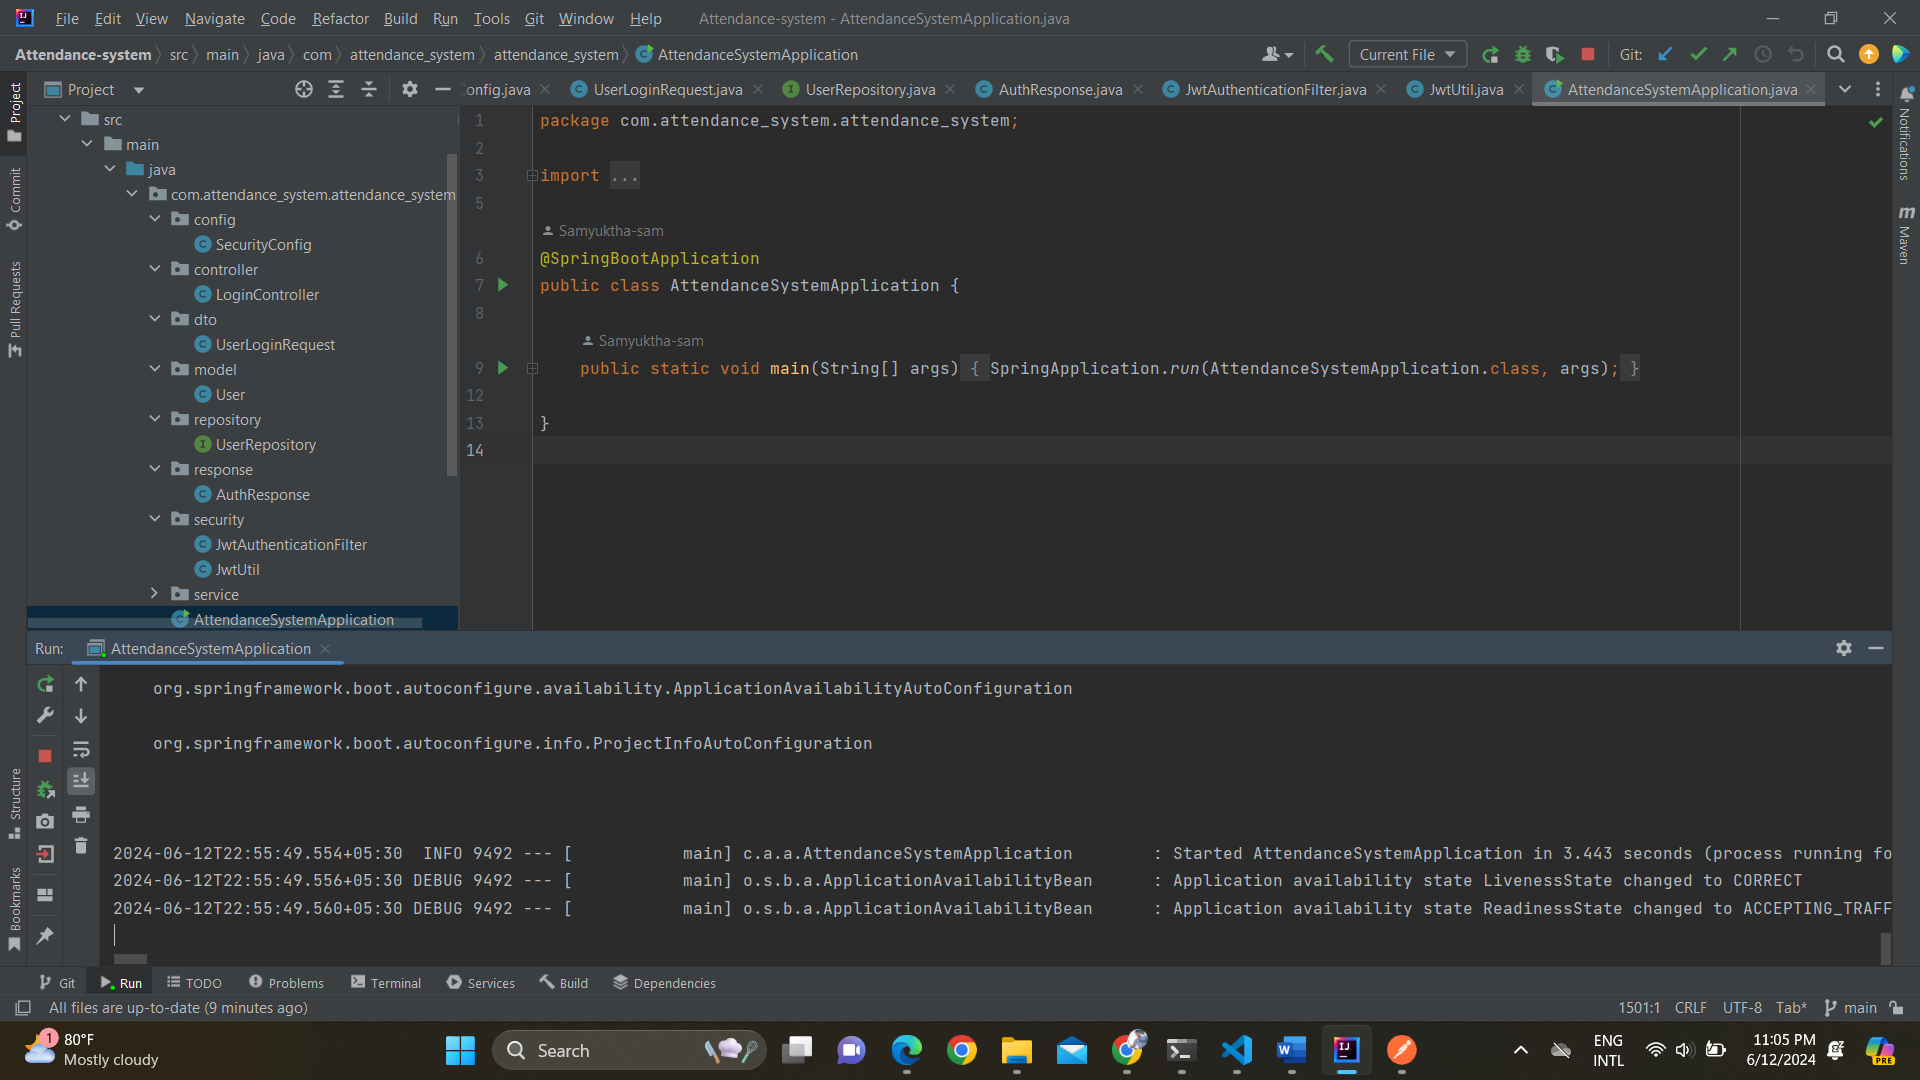 File Edit View Navigate Code Refactor Build Run Tools Git Window Help Attendance-system - AttendanceSystemApplication.java
Attendance-system src main java com attendance_system attendance_system AttendanceSystemApplication Current File Git:
Project onfig.java UserLoginRequest.java UserRepository.java AuthResponse.java JwtAuthenticationFilter.java JwtUtil.java AttendanceSystemApplication.java
Project
Commit
Pull Requests
Structure
Bookmarks
src
main
java
com.attendance_system.attendance_system
config
SecurityConfig
controller
LoginController
dto
UserLoginRequest
model
User
repository
UserRepository
response
AuthResponse
security
JwtAuthenticationFilter
JwtUtil
service
AttendanceSystemApplication
1 package com.attendance_system.attendance_system;
2
3 import ...
5
Samyuktha-sam
6 @SpringBootApplication
7 public class AttendanceSystemApplication {
8
Samyuktha-sam
9 public static void main(String[] args) { SpringApplication.run(AttendanceSystemApplication.class, args); }
12
13 }
14
Notifications
Maven
Run: AttendanceSystemApplication
org.springframework.boot.autoconfigure.availability.ApplicationAvailabilityAutoConfiguration
org.springframework.boot.autoconfigure.info.ProjectInfoAutoConfiguration
2024-06-12T22:55:49.554+05:30  INFO 9492 --- [           main] c.a.a.AttendanceSystemApplication        : Started AttendanceSystemApplication in 3.443 seconds (process running fo
2024-06-12T22:55:49.556+05:30 DEBUG 9492 --- [           main] o.s.b.a.ApplicationAvailabilityBean      : Application availability state LivenessState changed to CORRECT
2024-06-12T22:55:49.560+05:30 DEBUG 9492 --- [           main] o.s.b.a.ApplicationAvailabilityBean      : Application availability state ReadinessState changed to ACCEPTING_TRAFF
Git Run TODO Problems Terminal Services Build Dependencies
All files are up-to-date (9 minutes ago) 1501:1 CRLF UTF-8 Tab* main
1 80°F
Mostly cloudy
Search
ENG
INTL
11:05 PM
6/12/2024
PRE